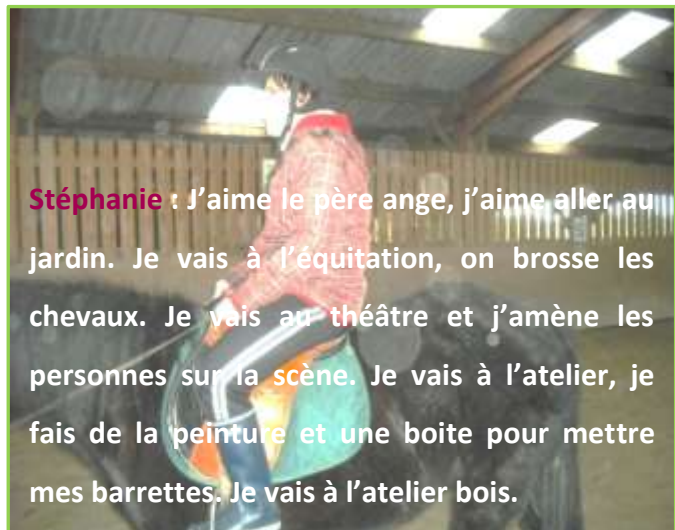 Stéphanie : J’aime le père ange, j’aime aller au
jardin. Je vais à l’équitation, on brosse les
chevaux. Je vais au théâtre et j’amène les
personnes sur la scène. Je vais à l’atelier, je
fais de la peinture et une boite pour mettre
mes barrettes. Je vais à l’atelier bois.